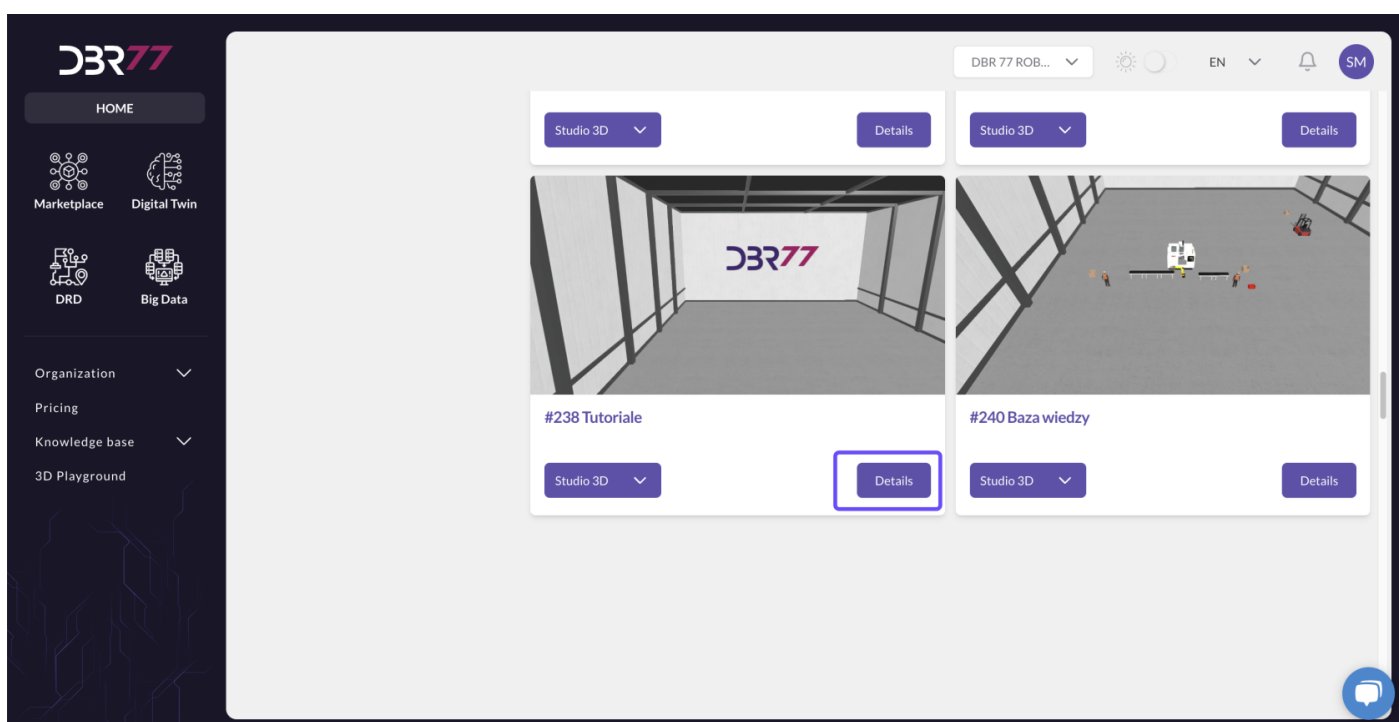 DBR77
HOME
Marketplace
Digital Twin
DRD
Big Data
Organization
Pricing
Knowledge base
3D Playground
DBR 77 ROB...
EN
SM
Studio 3D
Details
Studio 3D
Details
DBR77
#238 Tutoriale
Studio 3D
Details
#240 Baza wiedzy
Studio 3D
Details